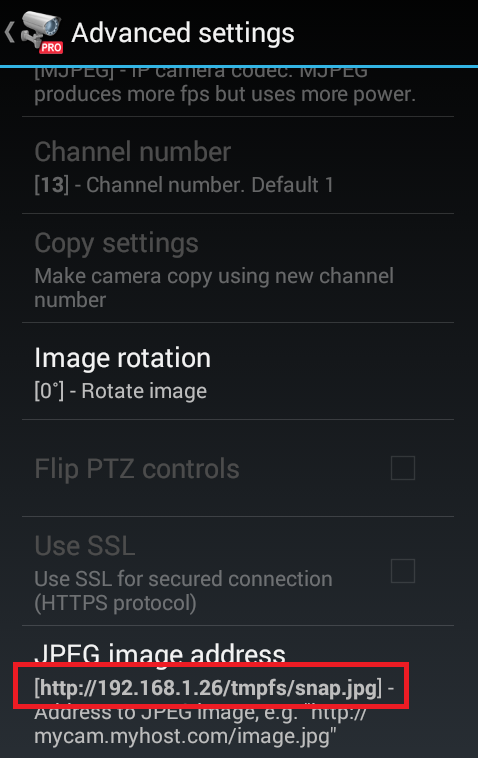 PRO
Advanced settings
[MJPEG] - IP camera codec. MJPEG
produces more fps but uses more power.
Channel number
[13] - Channel number. Default 1
Copy settings
Make camera copy using new channel
number
Image rotation
[0°] - Rotate image
Flip PTZ controls
Use SSL
Use SSL for secured connection
(HTTPS protocol)
JPEG image address
[http://192.168.1.26/tmpfs/snap.jpg] -
Address to JPEG image, e.g. "http://
mycam.myhost.com/image.jpg"